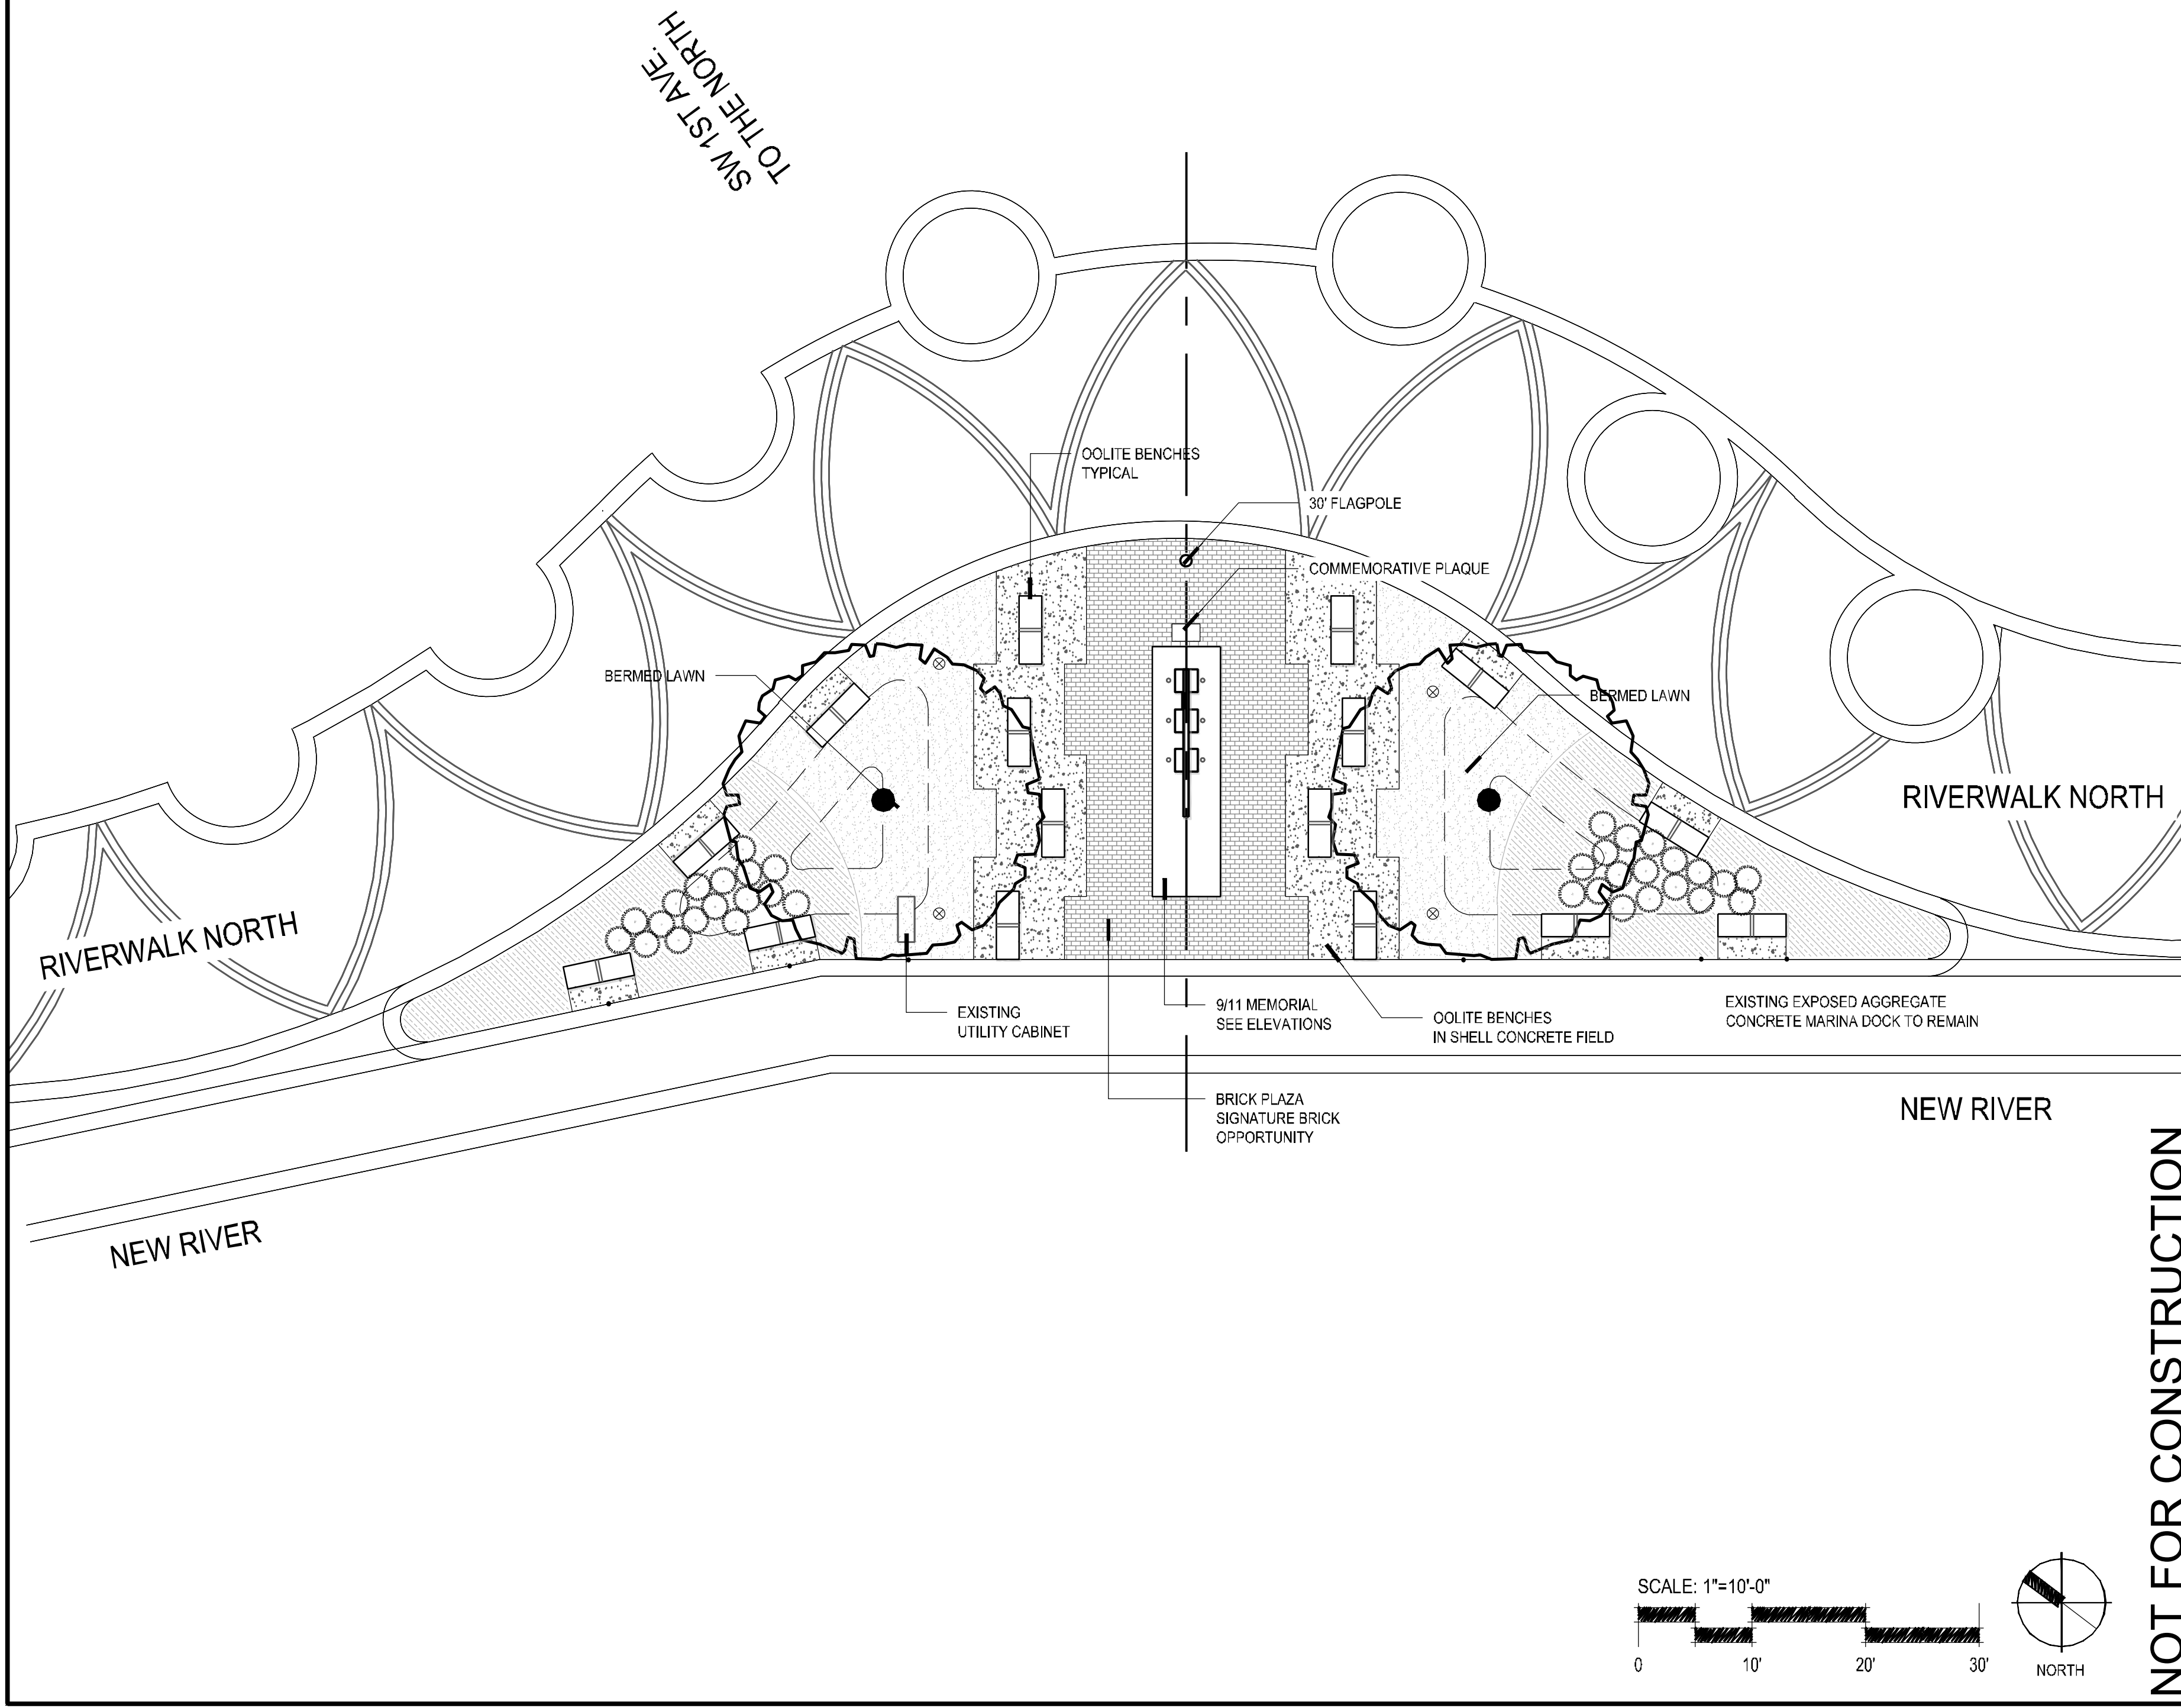 SW 1ST AVE.
TO THE NORTH
OOLITE BENCHES
TYPICAL
30' FLAGPOLE
COMMEMORATIVE PLAQUE
BERMED LAWN
BERMED LAWN
RIVERWALK NORTH
RIVERWALK NORTH
EXISTING
UTILITY CABINET
9/11 MEMORIAL
SEE ELEVATIONS
OOLITE BENCHES
IN SHELL CONCRETE FIELD
EXISTING EXPOSED AGGREGATE
CONCRETE MARINA DOCK TO REMAIN
BRICK PLAZA
SIGNATURE BRICK
OPPORTUNITY
NEW RIVER
NEW RIVER
SCALE: 1"=10'-0"
0 10' 20' 30'
NORTH
NOT FOR CONSTRUCTION